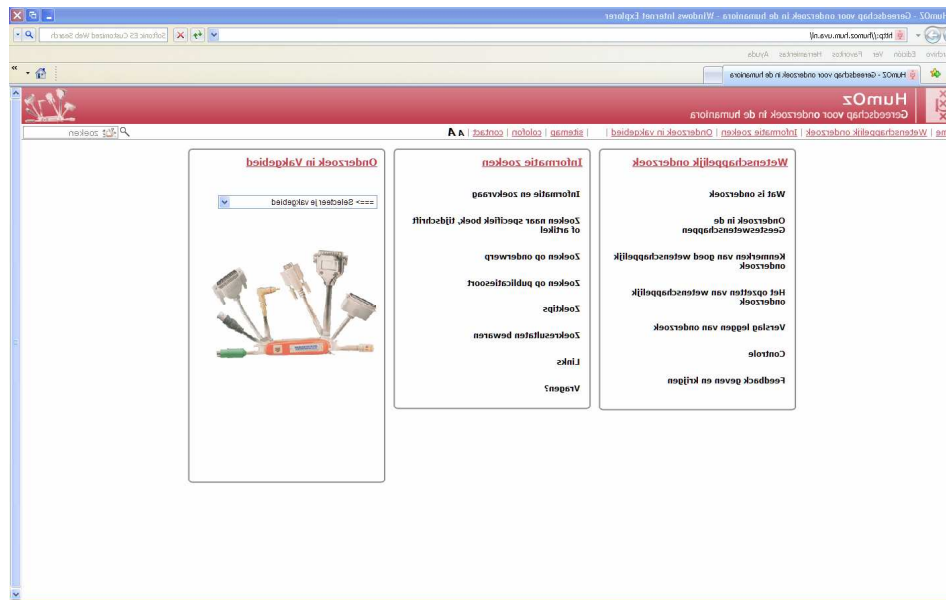 HumOZ - Gereedschap voor onderzoek in de humaniora - Windows Internet Explorer
http://humoz.hum.uva.nl/
Softonic ES Customized Web Search
Edición Ver Favoritos Herramientas Ayuda
HumOZ - Gereedschap voor onderzoek in de humaniora
HumOz
Gereedschap voor onderzoek in de humaniora
Wetenschappelijk onderzoek | Informatie zoeken | Onderzoek in vakgebied |
| sitemap | colofon | contact | A A
zoeken
Wetenschappelijk onderzoek
Wat is onderzoek
Onderzoek in de
Geesteswetenschappen
Kenmerken van goed wetenschappelijk
onderzoek
Het opzetten van wetenschappelijk
onderzoek
Verslag leggen van onderzoek
Controle
Feedback geven en krijgen
Informatie zoeken
Informatie en zoekvraag
Zoeken naar specifiek boek, tijdschrift
of artikel
Zoeken op onderwerp
Zoeken op publicatiesoort
Zoektips
Zoekresultaten bewaren
Links
Vragen?
Onderzoek in Vakgebied
===> Selecteer je vakgebied